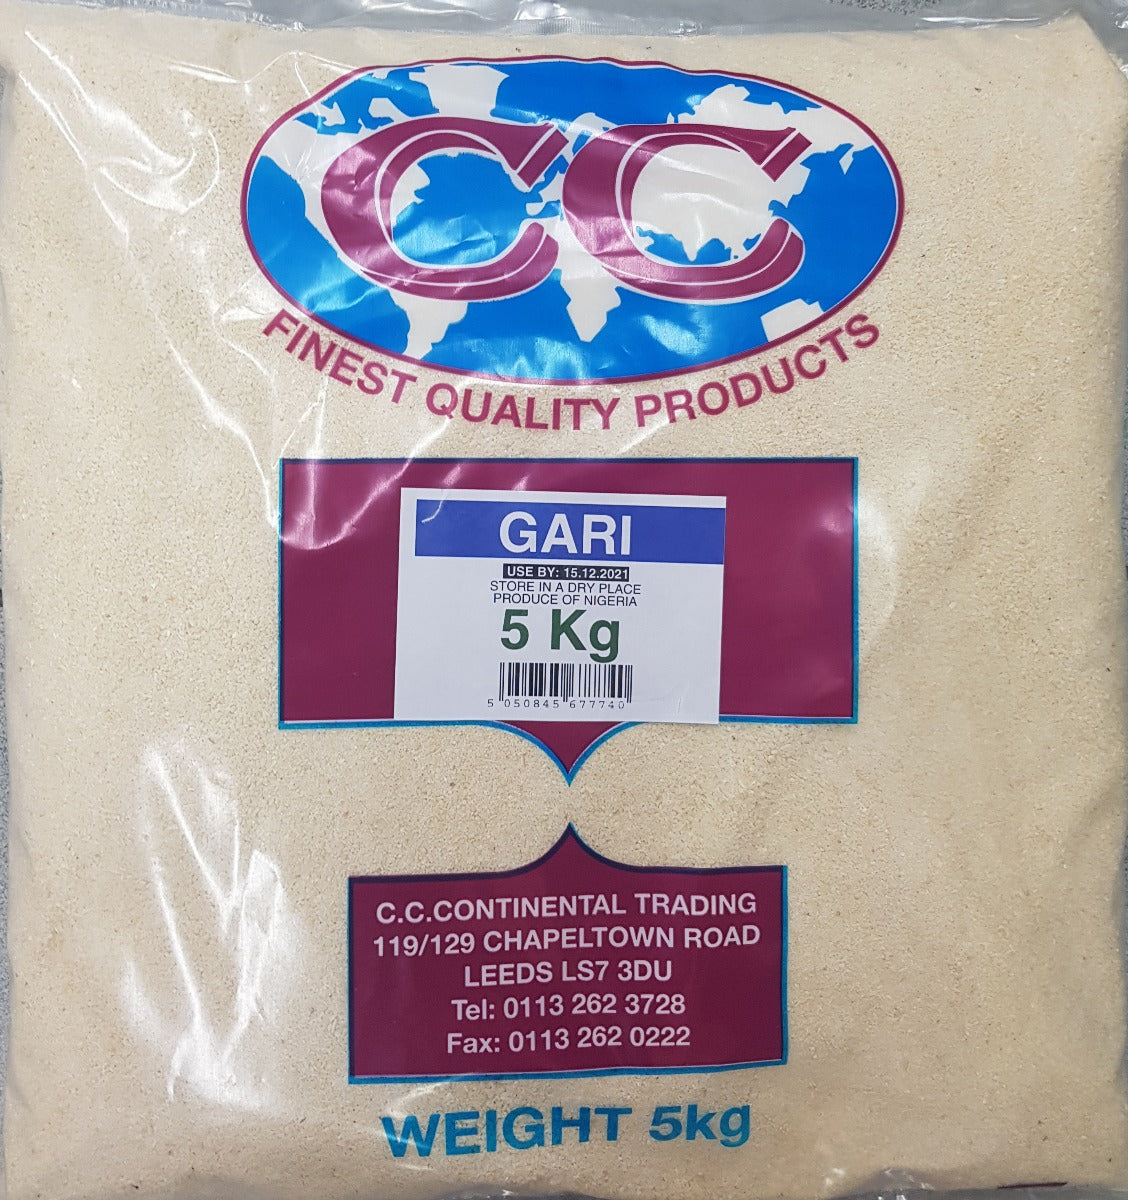 CC
FINEST QUALITY PRODUCTS
GARI
USE BY: 15.12.2021
STORE IN A DRY PLACE
PRODUCE OF NIGERIA
5 Kg
5 050845 677740
C.C.CONTINENTAL TRADING
119/129 CHAPELTOWN ROAD
LEEDS LS7 3DU
Tel: 0113 262 3728
Fax: 0113 262 0222
WEIGHT 5kg